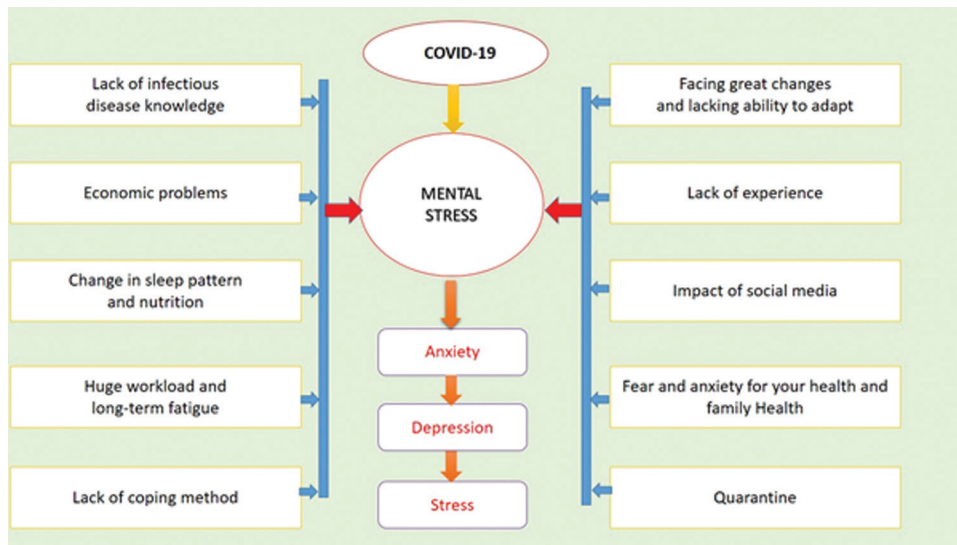 COVID-19
Lack of infectious
disease knowledge
Economic problems
Change in sleep pattern
and nutrition
Huge workload and
long-term fatigue
Lack of coping method
MENTAL
STRESS
Anxiety
Depression
Stress
Facing great changes
and lacking ability to adapt
Lack of experience
Impact of social media
Fear and anxiety for your health and
family Health
Quarantine